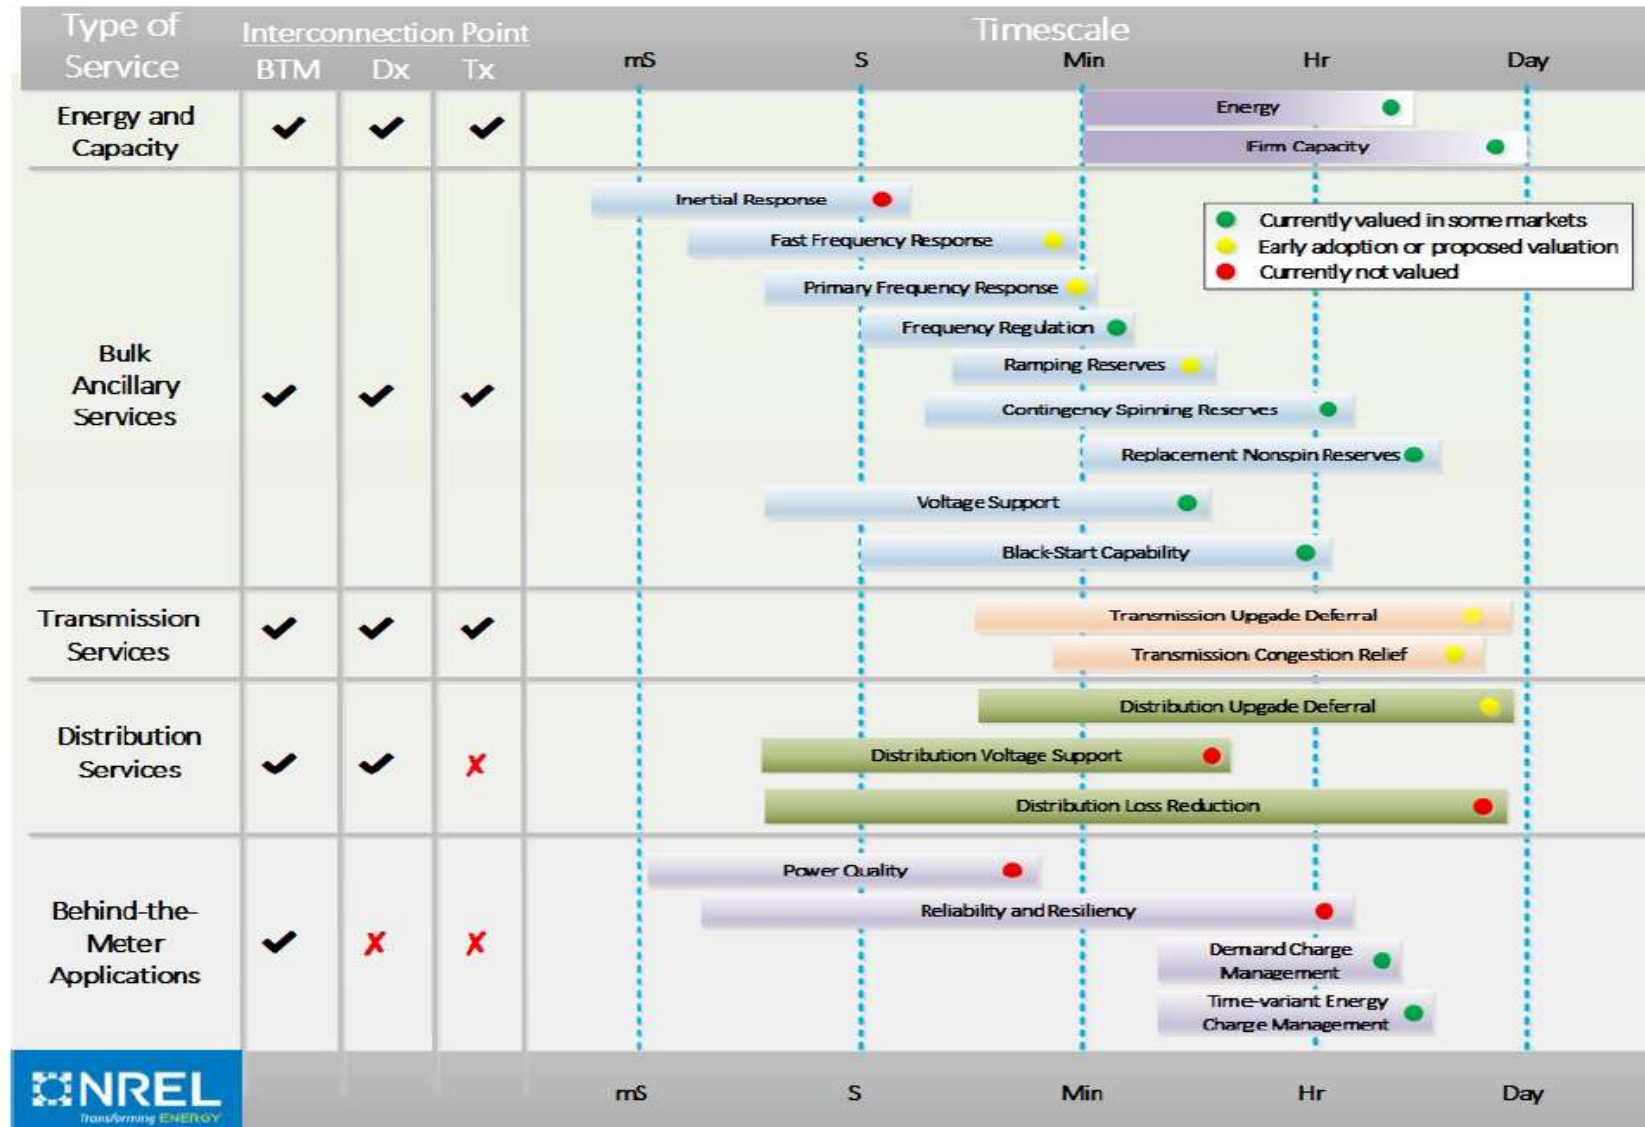 Type of
Service
Interconnection Point
BTM Dx Tx
Timescale
mS S Min Hr Day
Energy and
Capacity
Energy
Firm Capacity
Bulk
Ancillary
Services
Inertial Response
Fast Frequency Response
Primary Frequency Response
Frequency Regulation
Ramping Reserves
Contingency Spinning Reserves
Replacement Nonspin Reserves
Voltage Support
Black-Start Capability
Currently valued in some markets
Early adoption or proposed valuation
Currently not valued
Transmission
Services
Transmission Upgade Deferral
Transmission Congestion Relief
Distribution
Services
Distribution Upgade Deferral
Distribution Voltage Support
Distribution Loss Reduction
Behind-the-
Meter
Applications
Power Quality
Reliability and Resiliency
Demand Charge
Management
Time-variant Energy
Charge Management
NREL
Transforming ENERGY
mS S Min Hr Day